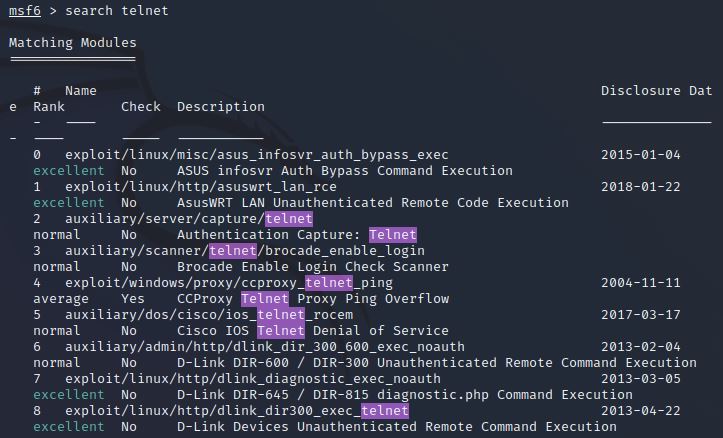 msf6 > search telnet
Matching Modules
================
# Name Disclosure Dat
e Rank Check Description
- ---- --------------
- ---- ----- -----------
0 exploit/linux/misc/asus_infosvr_auth_bypass_exec 2015-01-04
excellent No ASUS infosvr Auth Bypass Command Execution
1 exploit/linux/http/asuswrt_lan_rce 2018-01-22
excellent No AsusWRT LAN Unauthenticated Remote Code Execution
2 auxiliary/server/capture/telnet
normal No Authentication Capture: Telnet
3 auxiliary/scanner/telnet/brocade_enable_login
normal No Brocade Enable Login Check Scanner
4 exploit/windows/proxy/ccproxy_telnet_ping 2004-11-11
average Yes CCProxy Telnet Proxy Ping Overflow
5 auxiliary/dos/cisco/ios_telnet_rocem 2017-03-17
normal No Cisco IOS Telnet Denial of Service
6 auxiliary/admin/http/dlink_dir_300_600_exec_noauth 2013-02-04
normal No D-Link DIR-600 / DIR-300 Unauthenticated Remote Command Execution
7 exploit/linux/http/dlink_diagnostic_exec_noauth 2013-03-05
excellent No D-Link DIR-645 / DIR-815 diagnostic.php Command Execution
8 exploit/linux/http/dlink_dir300_exec_telnet 2013-04-22
excellent No D-Link Devices Unauthenticated Remote Command Execution